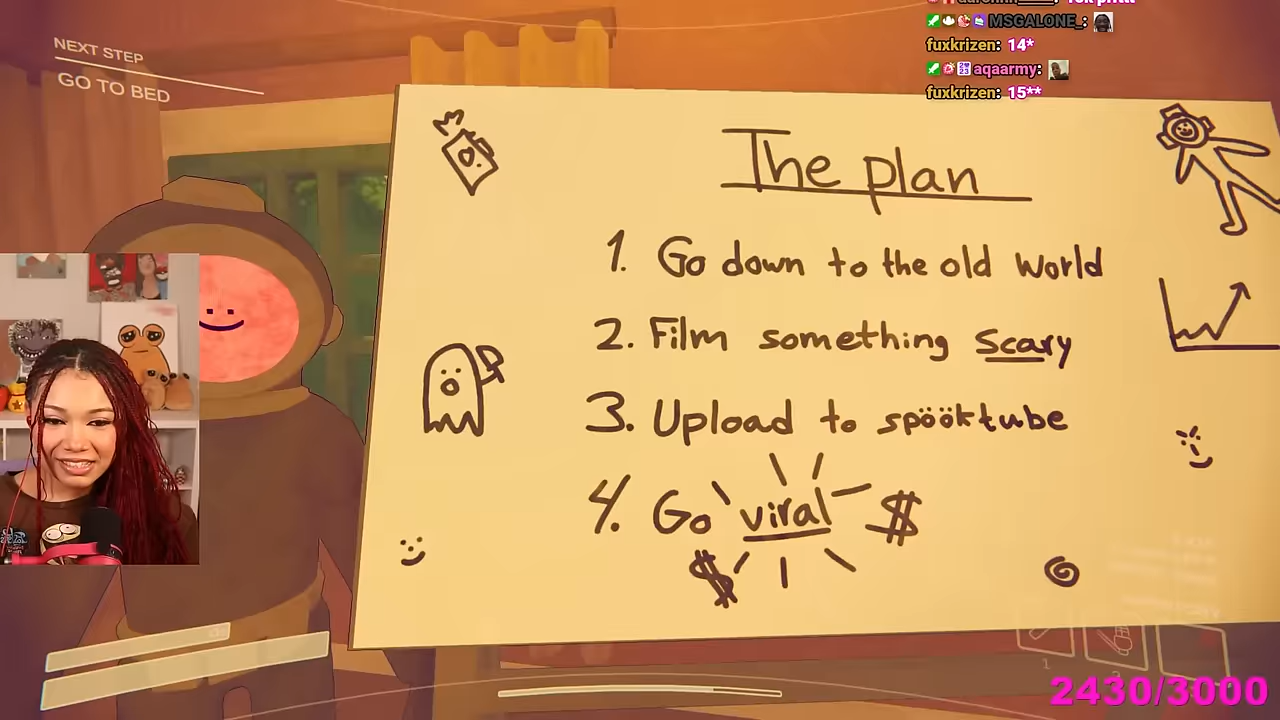 NEXT STEP
GO TO BED
MSGALONE_:
fuxkrizen: 14*
aqaarmy:
fuxkrizen: 15**
The plan
1. Go down to the old world
2. Film something scary
3. Upload to spööktube
4. Go viral $
$
1
2430/3000